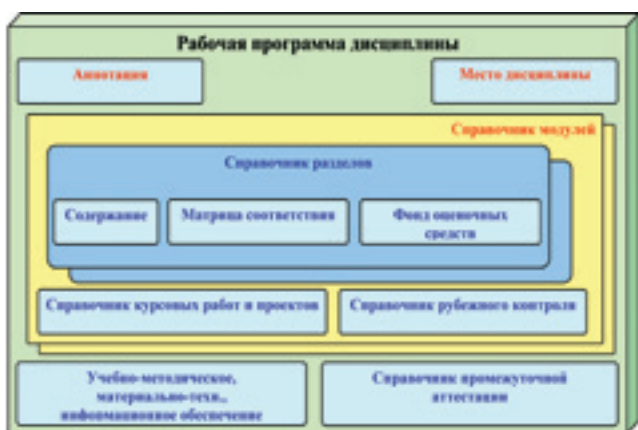 Рабочая программа дисциплины
Аннотация
Место дисциплины
Справочник модулей
Справочник разделов
Содержание
Матрица соответствия
Фонд оценочных
средств
Справочник курсовых работ и проектов
Справочник рубежного контроля
Учебно-методическое,
материально-техн.,
информационное обеспечение
Справочник промежуточной
аттестации